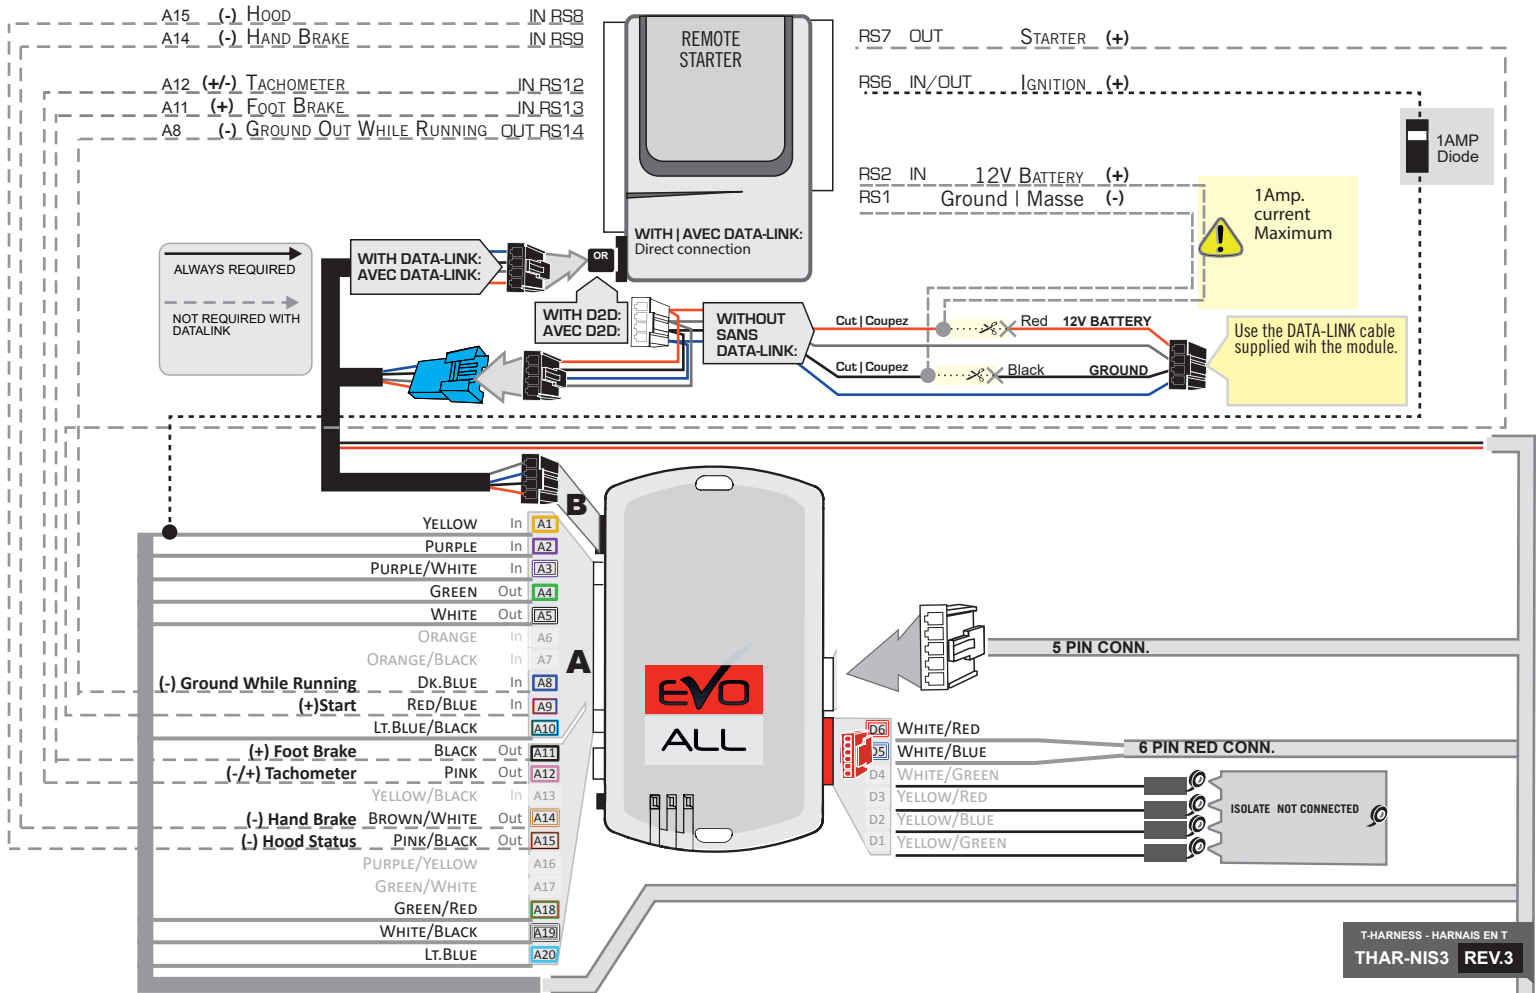 A15 (-) HOOD IN RS8
A14 (-) HAND BRAKE IN RS9
A12 (+/-) TACHOMETER IN RS12
A11 (+) FOOT BRAKE IN RS13
A8 (-) GROUND OUT WHILE RUNNING OUT RS14
REMOTE
STARTER
WITH | AVEC DATA-LINK:
Direct connection
RS7 OUT STARTER (+)
RS6 IN/OUT IGNITION (+)
RS2 IN 12V BATTERY (+)
RS1 Ground | Masse (-)
1AMP
Diode
1Amp.
current
Maximum
ALWAYS REQUIRED
NOT REQUIRED WITH
DATALINK
WITH DATA-LINK:
AVEC DATA-LINK:
OR
WITH D2D:
AVEC D2D:
WITHOUT
SANS
DATA-LINK:
Cut | Coupez Red 12V BATTERY
Cut | Coupez Black GROUND
Use the DATA-LINK cable
supplied wih the module.
B
A
YELLOW In A1
PURPLE In A2
PURPLE/WHITE In A3
GREEN Out A4
WHITE Out A5
ORANGE In A6
ORANGE/BLACK In A7
(-) Ground While Running DK.BLUE In A8
(+)Start RED/BLUE In A9
LT.BLUE/BLACK A10
(+) Foot Brake BLACK Out A11
(-/+) Tachometer PINK Out A12
YELLOW/BLACK In A13
(-) Hand Brake BROWN/WHITE Out A14
(-) Hood Status PINK/BLACK Out A15
PURPLE/YELLOW A16
GREEN/WHITE A17
GREEN/RED A18
WHITE/BLACK A19
LT.BLUE A20
EVO
ALL
5 PIN CONN.
D6 WHITE/RED
D5 WHITE/BLUE
6 PIN RED CONN.
D4 WHITE/GREEN
D3 YELLOW/RED
D2 YELLOW/BLUE
D1 YELLOW/GREEN
ISOLATE NOT CONNECTED
T-HARNESS - HARNAIS EN T
THAR-NIS3 REV.3